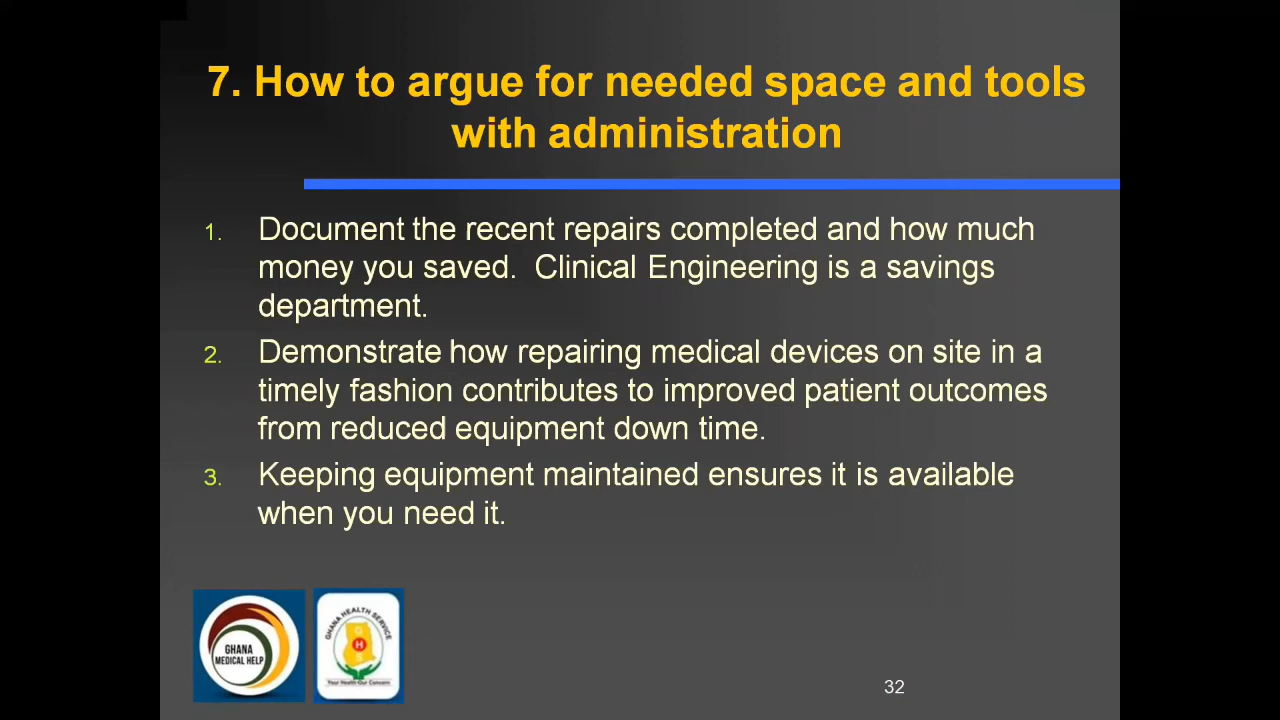 7. How to argue for needed space and tools
with administration
1. Document the recent repairs completed and how much
money you saved.  Clinical Engineering is a savings
department.
2. Demonstrate how repairing medical devices on site in a
timely fashion contributes to improved patient outcomes
from reduced equipment down time.
3. Keeping equipment maintained ensures it is available
when you need it.
GHANA
MEDICAL HELP
GHANA HEALTH SERVICE
G
H
S
Your Health-Our Concern
32